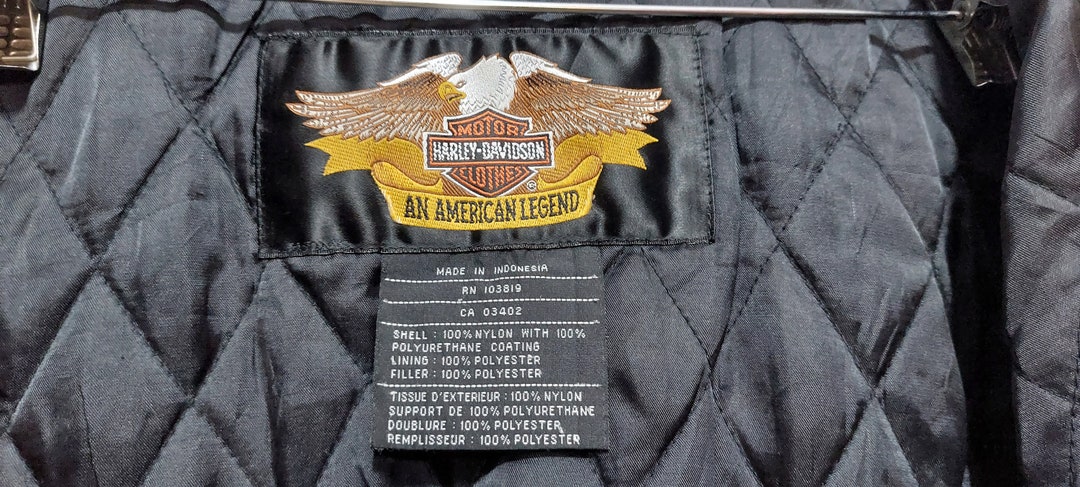 MOTOR
HARLEY-DAVIDSON
CLOTHES
©
AN AMERICAN LEGEND
MADE IN INDONESIA
RN 103819
CA 03402
SHELL : 100% NYLON WITH 100%
POLYURETHANE COATING
LINING : 100% POLYESTER
FILLER : 100% POLYESTER
TISSUE D'EXTERIEUR : 100% NYLON
SUPPORT DE 100% POLYURETHANE
DOUBLURE : 100% POLYESTER
REMPLISSEUR : 100% POLYESTER